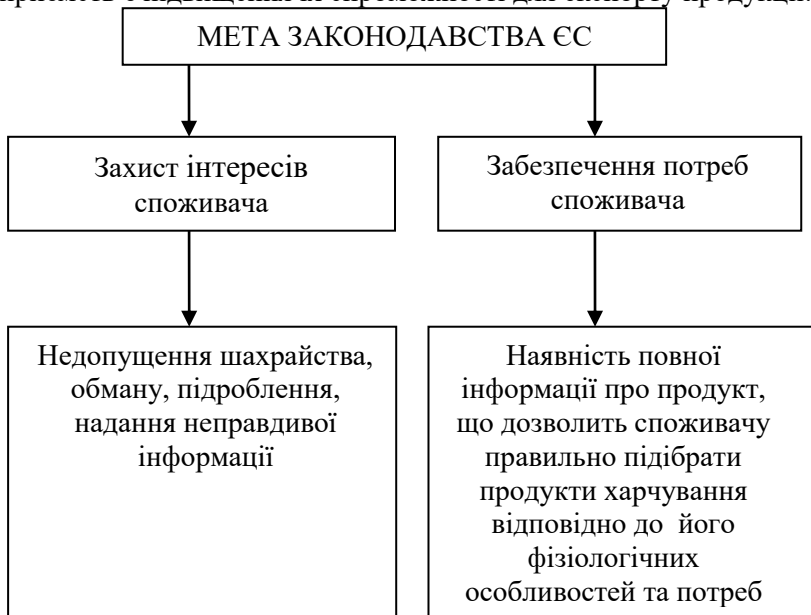 МЕТА ЗАКОНОДАВСТВА ЄС
Захист інтересів
споживача
Забезпечення потреб
споживача
Недопущення шахрайства,
обману, підроблення,
надання неправдивої
інформації
Наявність повної
інформації про продукт,
що дозволить споживачу
правильно підібрати
продукти харчування
відповідно до його
фізіологічних
особливостей та потреб